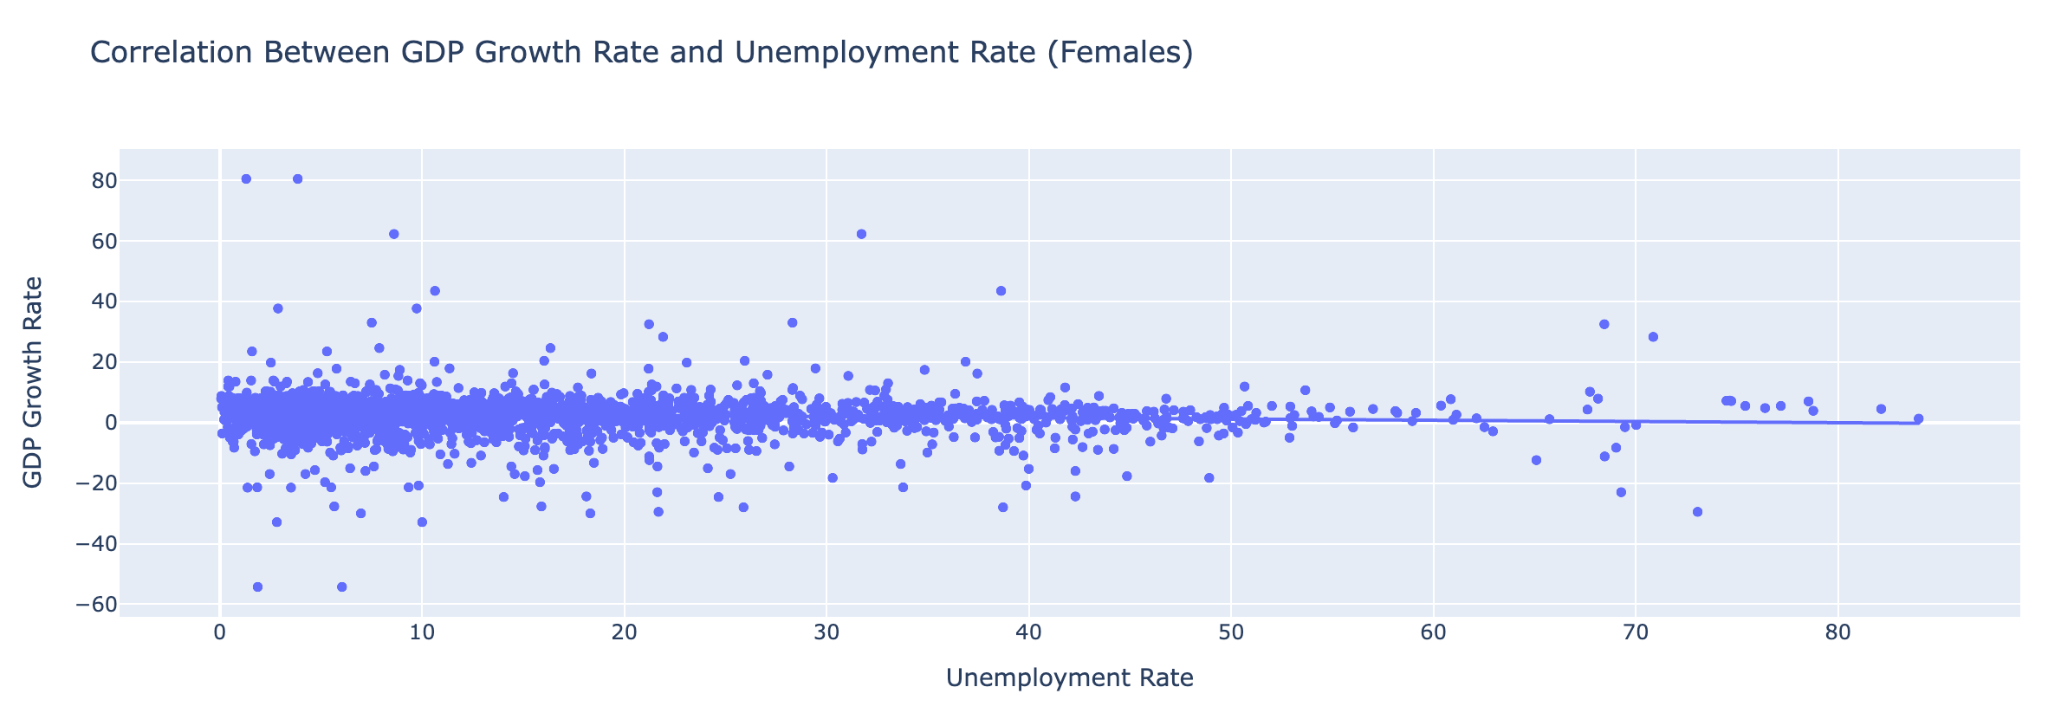 Correlation Between GDP Growth Rate and Unemployment Rate (Females)
80
60
40
20
0
−20
−40
−60
GDP Growth Rate
0 10 20 30 40 50 60 70 80
Unemployment Rate